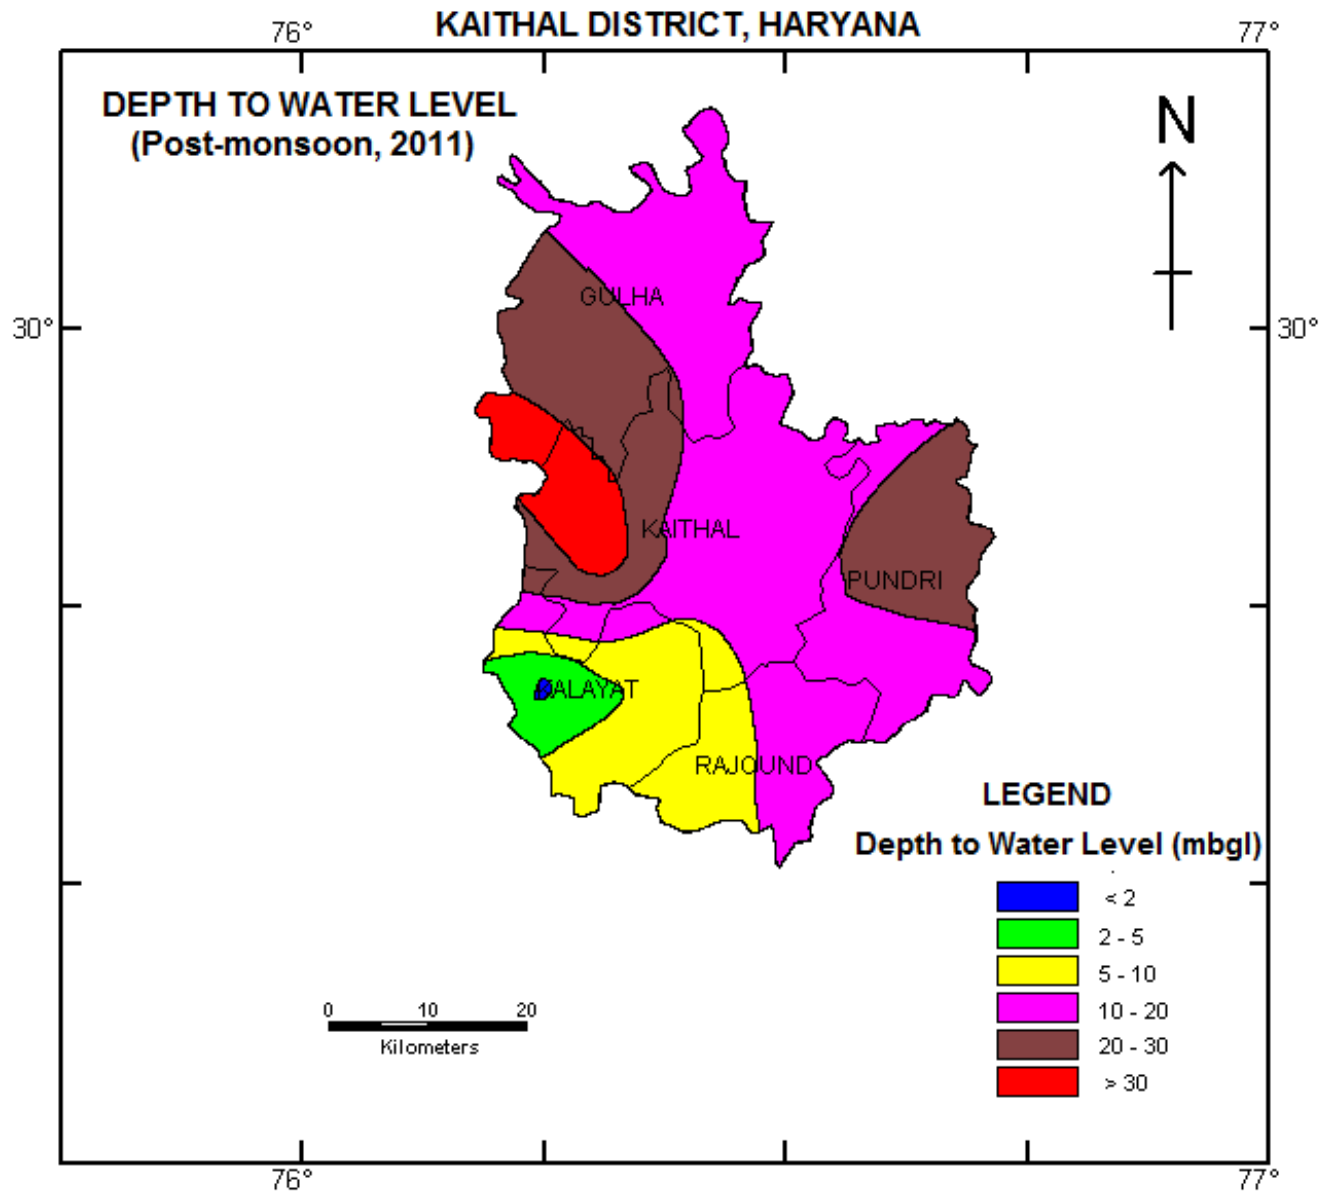 KAITHAL DISTRICT, HARYANA
76°
77°
DEPTH TO WATER LEVEL
(Post-monsoon, 2011)
N
GULHA
30°
30°
KAITHAL
PUNDRI
KALAYAT
RAJOUND
LEGEND
Depth to Water Level (mbgl)
< 2
2 - 5
5 - 10
10 - 20
20 - 30
> 30
0 10 20
Kilometers
76°
77°